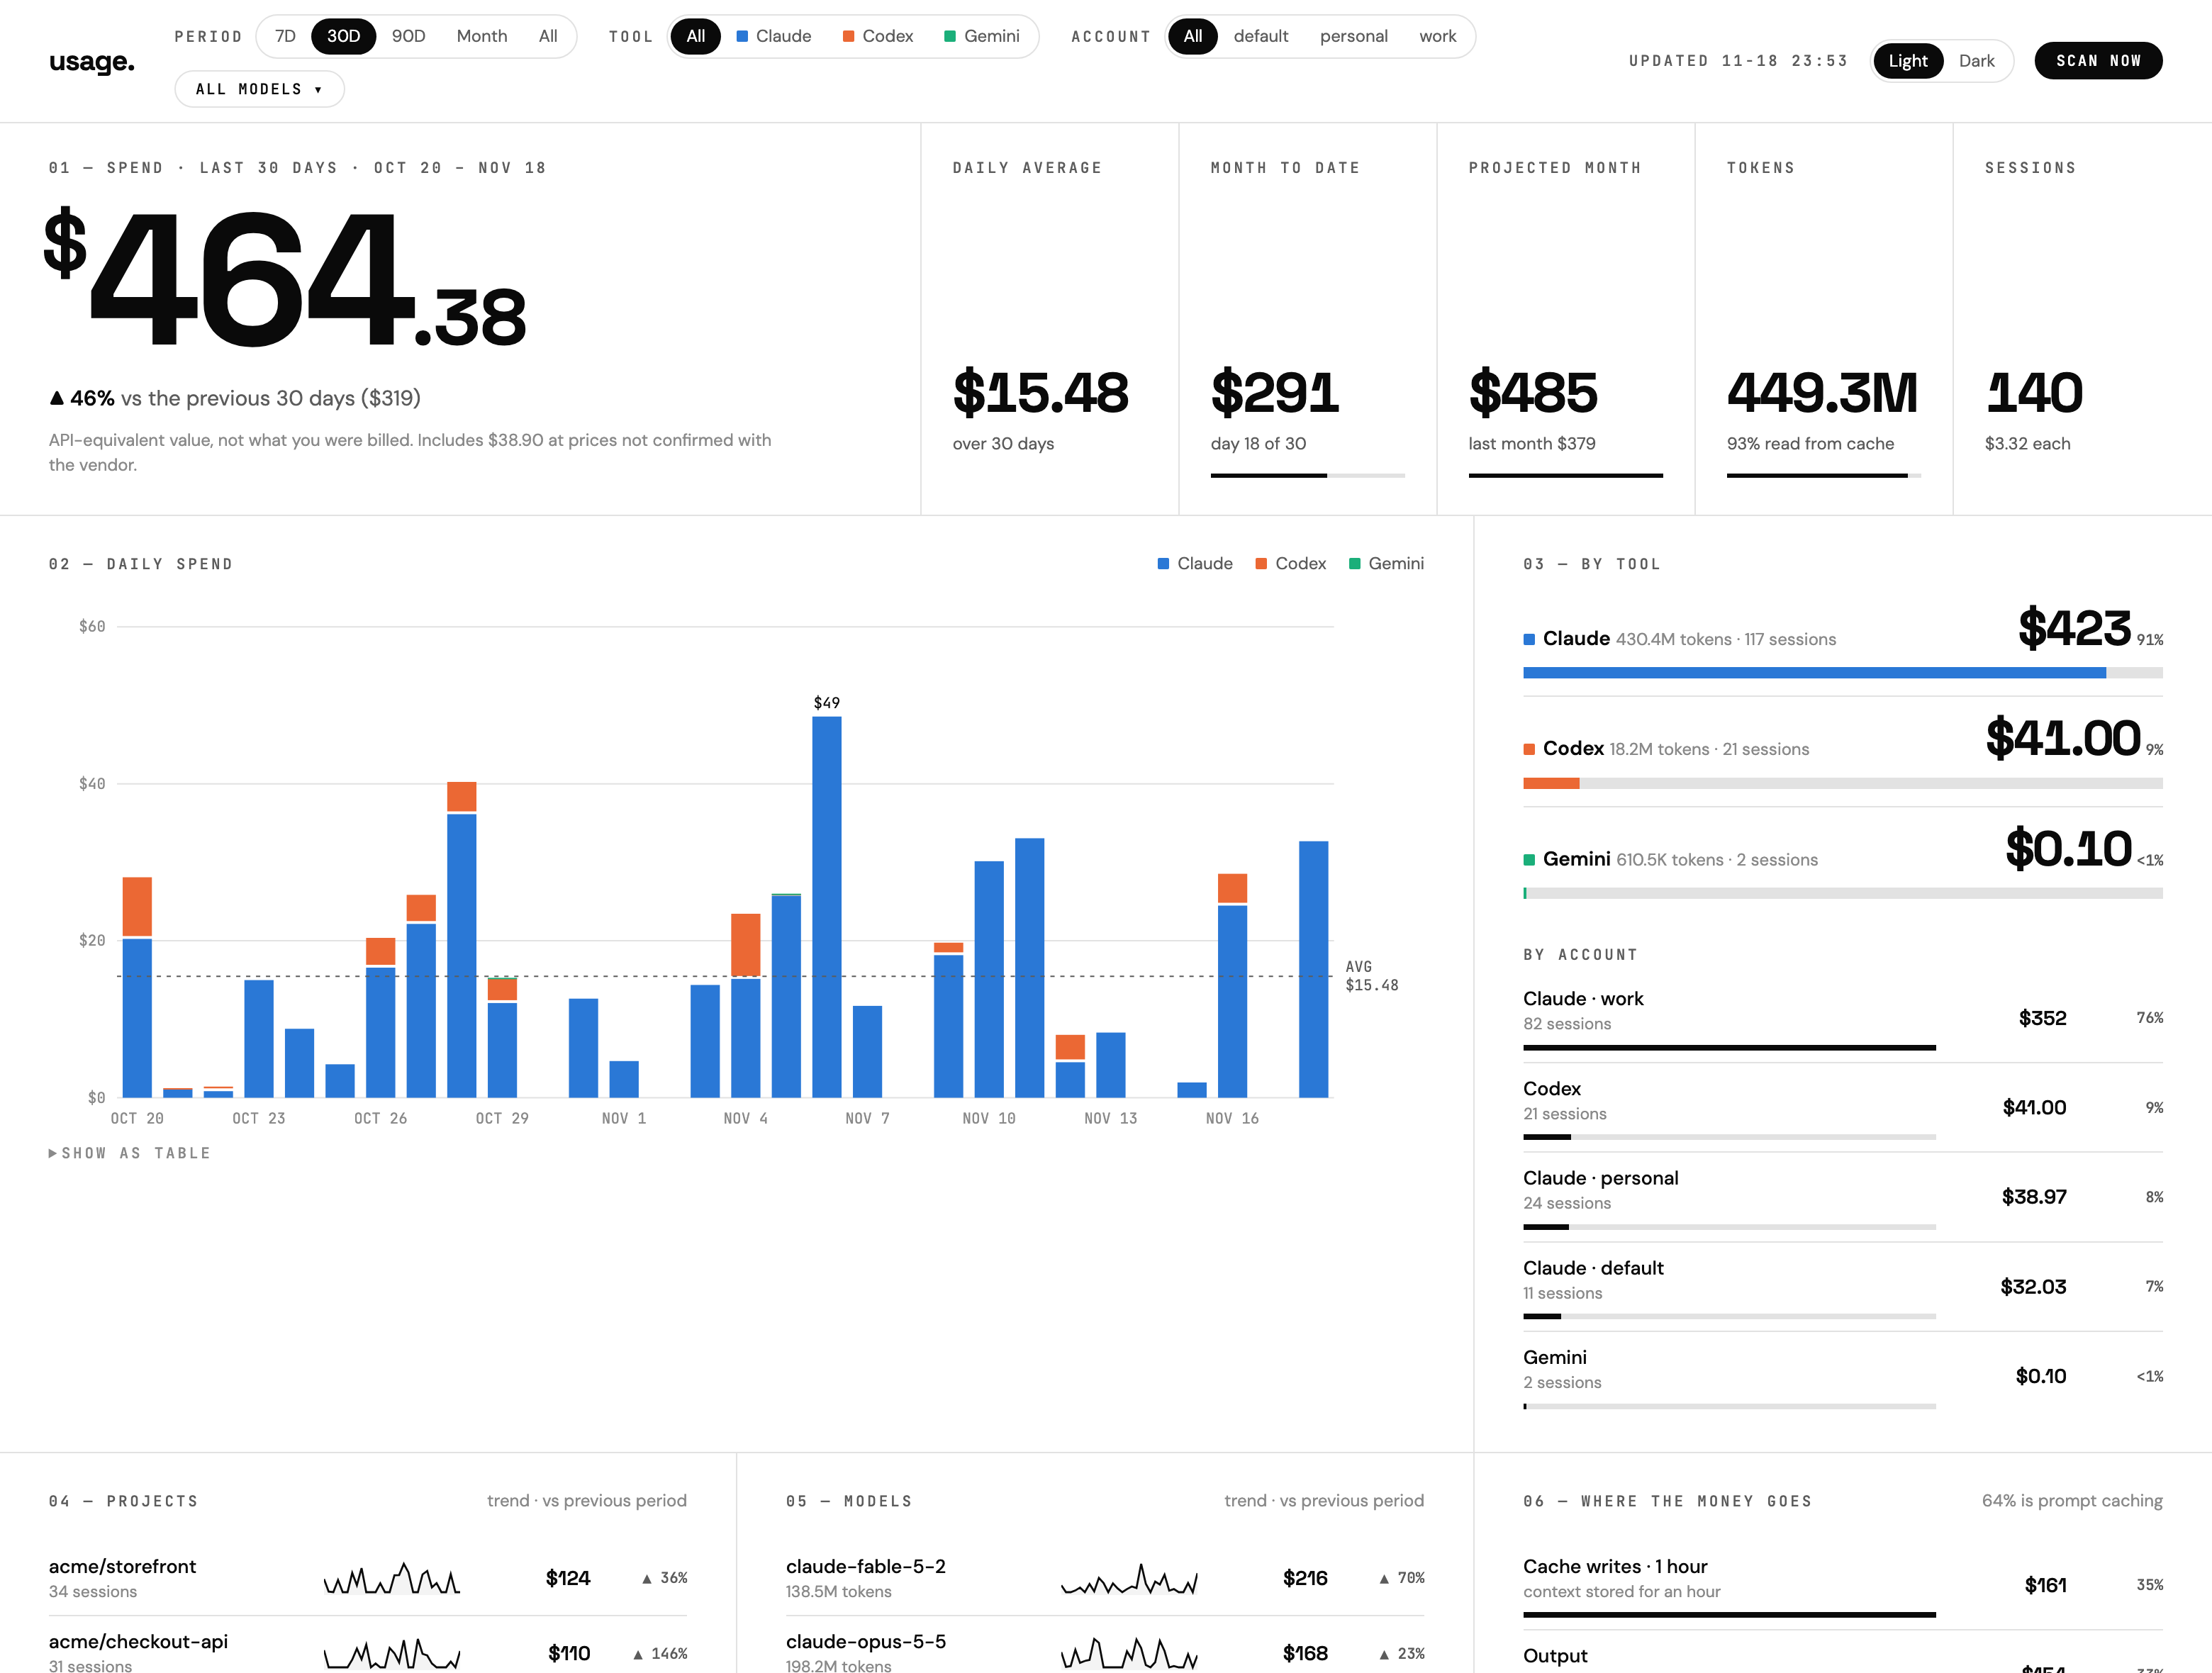 usage.
PERIOD 7D 30D 90D Month All TOOL All Claude Codex Gemini ACCOUNT All default personal work
ALL MODELS ▾
UPDATED 11-18 23:53 Light Dark SCAN NOW
01 — SPEND · LAST 30 DAYS · OCT 20 – NOV 18
$464.38
▲ 46% vs the previous 30 days ($319)
API-equivalent value, not what you were billed. Includes $38.90 at prices not confirmed with
the vendor.
DAILY AVERAGE
$15.48
over 30 days
MONTH TO DATE
$291
day 18 of 30
PROJECTED MONTH
$485
last month $379
TOKENS
449.3M
93% read from cache
SESSIONS
140
$3.32 each
02 — DAILY SPEND
Claude Codex Gemini
$60
$49
$40
$20
AVG
$15.48
$0
OCT 20 OCT 23 OCT 26 OCT 29 NOV 1 NOV 4 NOV 7 NOV 10 NOV 13 NOV 16
▶ SHOW AS TABLE
03 — BY TOOL
Claude 430.4M tokens · 117 sessions $423 91%
Codex 18.2M tokens · 21 sessions $41.00 9%
Gemini 610.5K tokens · 2 sessions $0.10 <1%
BY ACCOUNT
Claude · work
82 sessions
$352 76%
Codex
21 sessions
$41.00 9%
Claude · personal
24 sessions
$38.97 8%
Claude · default
11 sessions
$32.03 7%
Gemini
2 sessions
$0.10 <1%
04 — PROJECTS trend · vs previous period
acme/storefront
34 sessions
$124 ▲ 36%
acme/checkout-api
31 sessions
$110 ▲ 146%
05 — MODELS trend · vs previous period
claude-fable-5-2
138.5M tokens
$216 ▲ 70%
claude-opus-5-5
198.2M tokens
$168 ▲ 23%
06 — WHERE THE MONEY GOES 64% is prompt caching
Cache writes · 1 hour
context stored for an hour
$161 35%
Output